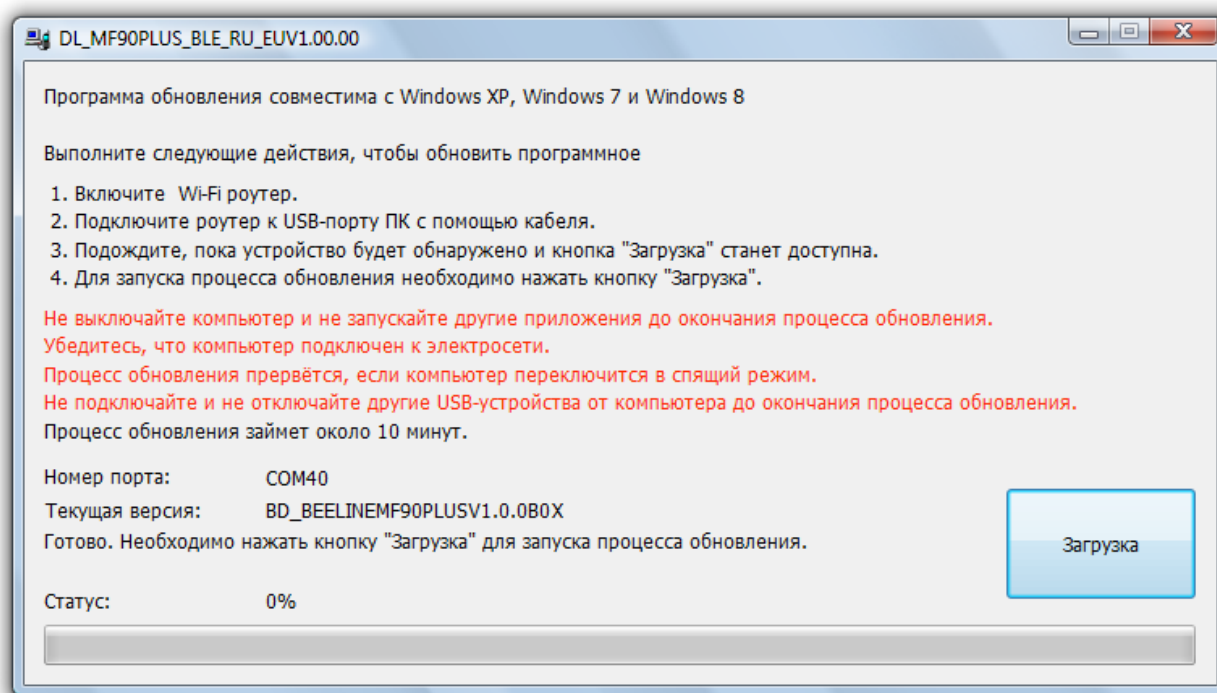 DL_MF90PLUS_BLE_RU_EUV1.00.00
Программа обновления совместима с Windows XP, Windows 7 и Windows 8
Выполните следующие действия, чтобы обновить программное
1. Включите Wi-Fi роутер.
2. Подключите роутер к USB-порту ПК с помощью кабеля.
3. Подождите, пока устройство будет обнаружено и кнопка "Загрузка" станет доступна.
4. Для запуска процесса обновления необходимо нажать кнопку "Загрузка".
Не выключайте компьютер и не запускайте другие приложения до окончания процесса обновления.
Убедитесь, что компьютер подключен к электросети.
Процесс обновления прервётся, если компьютер переключится в спящий режим.
Не подключайте и не отключайте другие USB-устройства от компьютера до окончания процесса обновления.
Процесс обновления займет около 10 минут.
Номер порта: COM40
Текущая версия: BD_BEELINEMF90PLUSV1.0.0B0X
Готово. Необходимо нажать кнопку "Загрузка" для запуска процесса обновления.
Загрузка
Статус: 0%